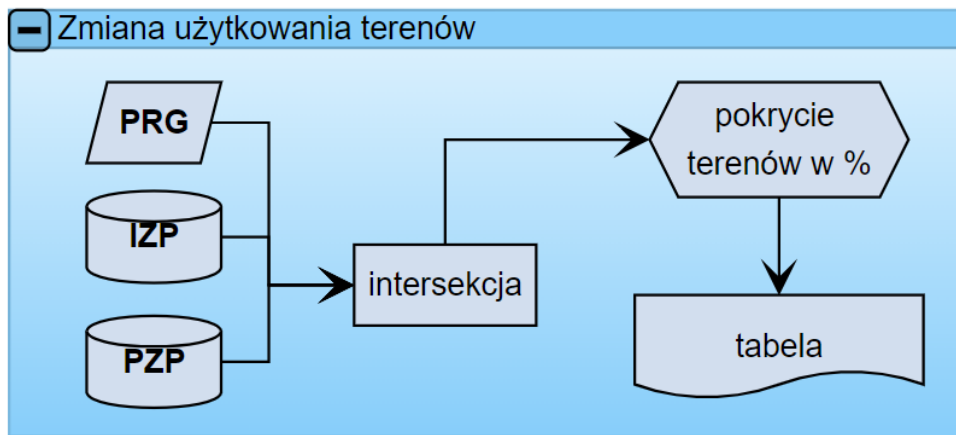 Zmiana użytkowania terenów
PRG
IZP
PZP
intersekcja
pokrycie
terenów w %
tabela